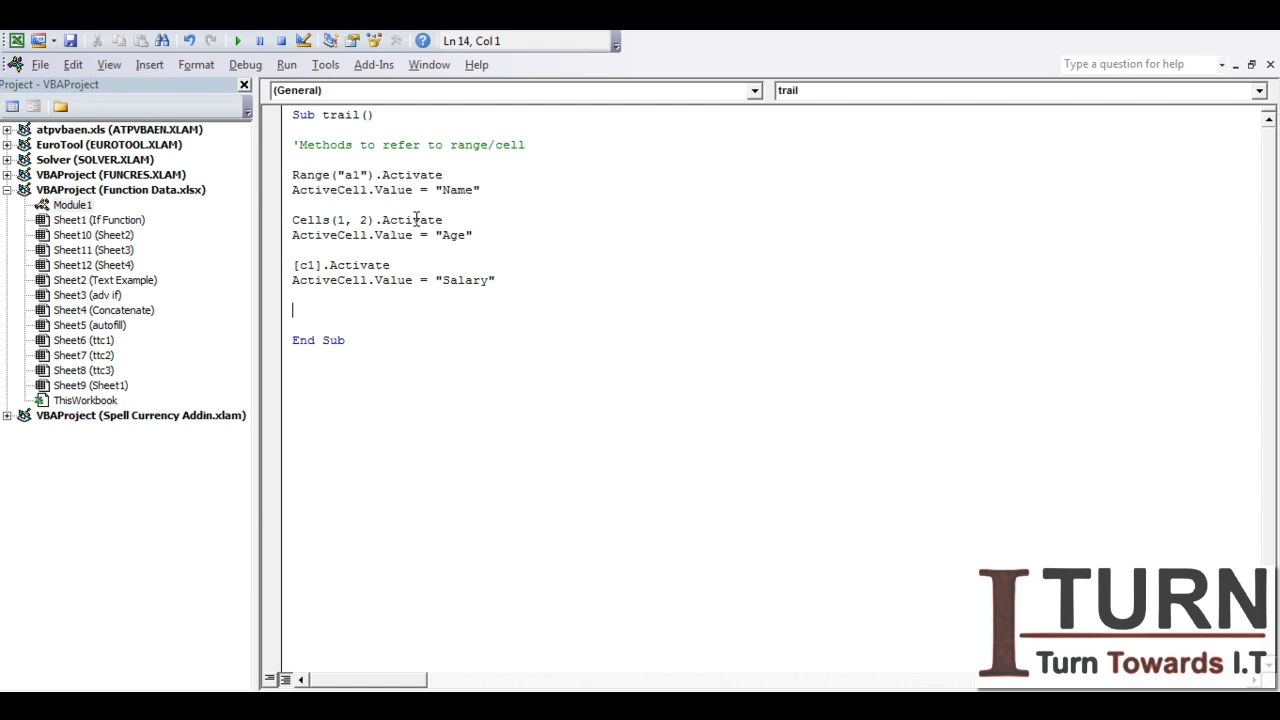 Ln 14, Col 1
File Edit View Insert Format Debug Run Tools Add-Ins Window Help
Type a question for help
Project - VBAProject
(General)
trail
atpvbaen.xls (ATPVBAEN.XLAM)
EuroTool (EUROTOOL.XLAM)
Solver (SOLVER.XLAM)
VBAProject (FUNCRES.XLAM)
VBAProject (Function Data.xlsx)
Module1
Sheet1 (If Function)
Sheet10 (Sheet2)
Sheet11 (Sheet3)
Sheet12 (Sheet4)
Sheet2 (Text Example)
Sheet3 (adv if)
Sheet4 (Concatenate)
Sheet5 (autofill)
Sheet6 (ttc1)
Sheet7 (ttc2)
Sheet8 (ttc3)
Sheet9 (Sheet1)
ThisWorkbook
VBAProject (Spell Currency Addin.xlam)
Sub trail()
'Methods to refer to range/cell
Range("a1").Activate
ActiveCell.Value = "Name"
Cells(1, 2).Activate
ActiveCell.Value = "Age"
[c1].Activate
ActiveCell.Value = "Salary"
End Sub
I TURN
Turn Towards I.T